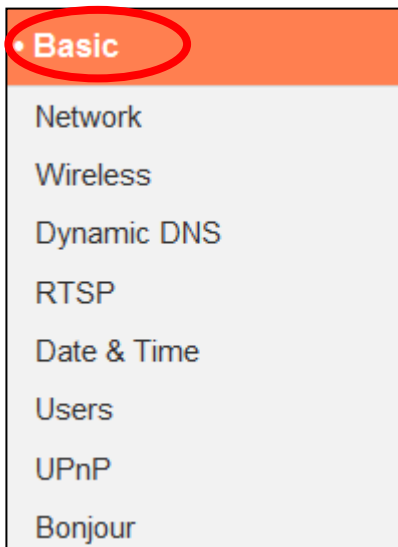 • Basic
Network
Wireless
Dynamic DNS
RTSP
Date & Time
Users
UPnP
Bonjour